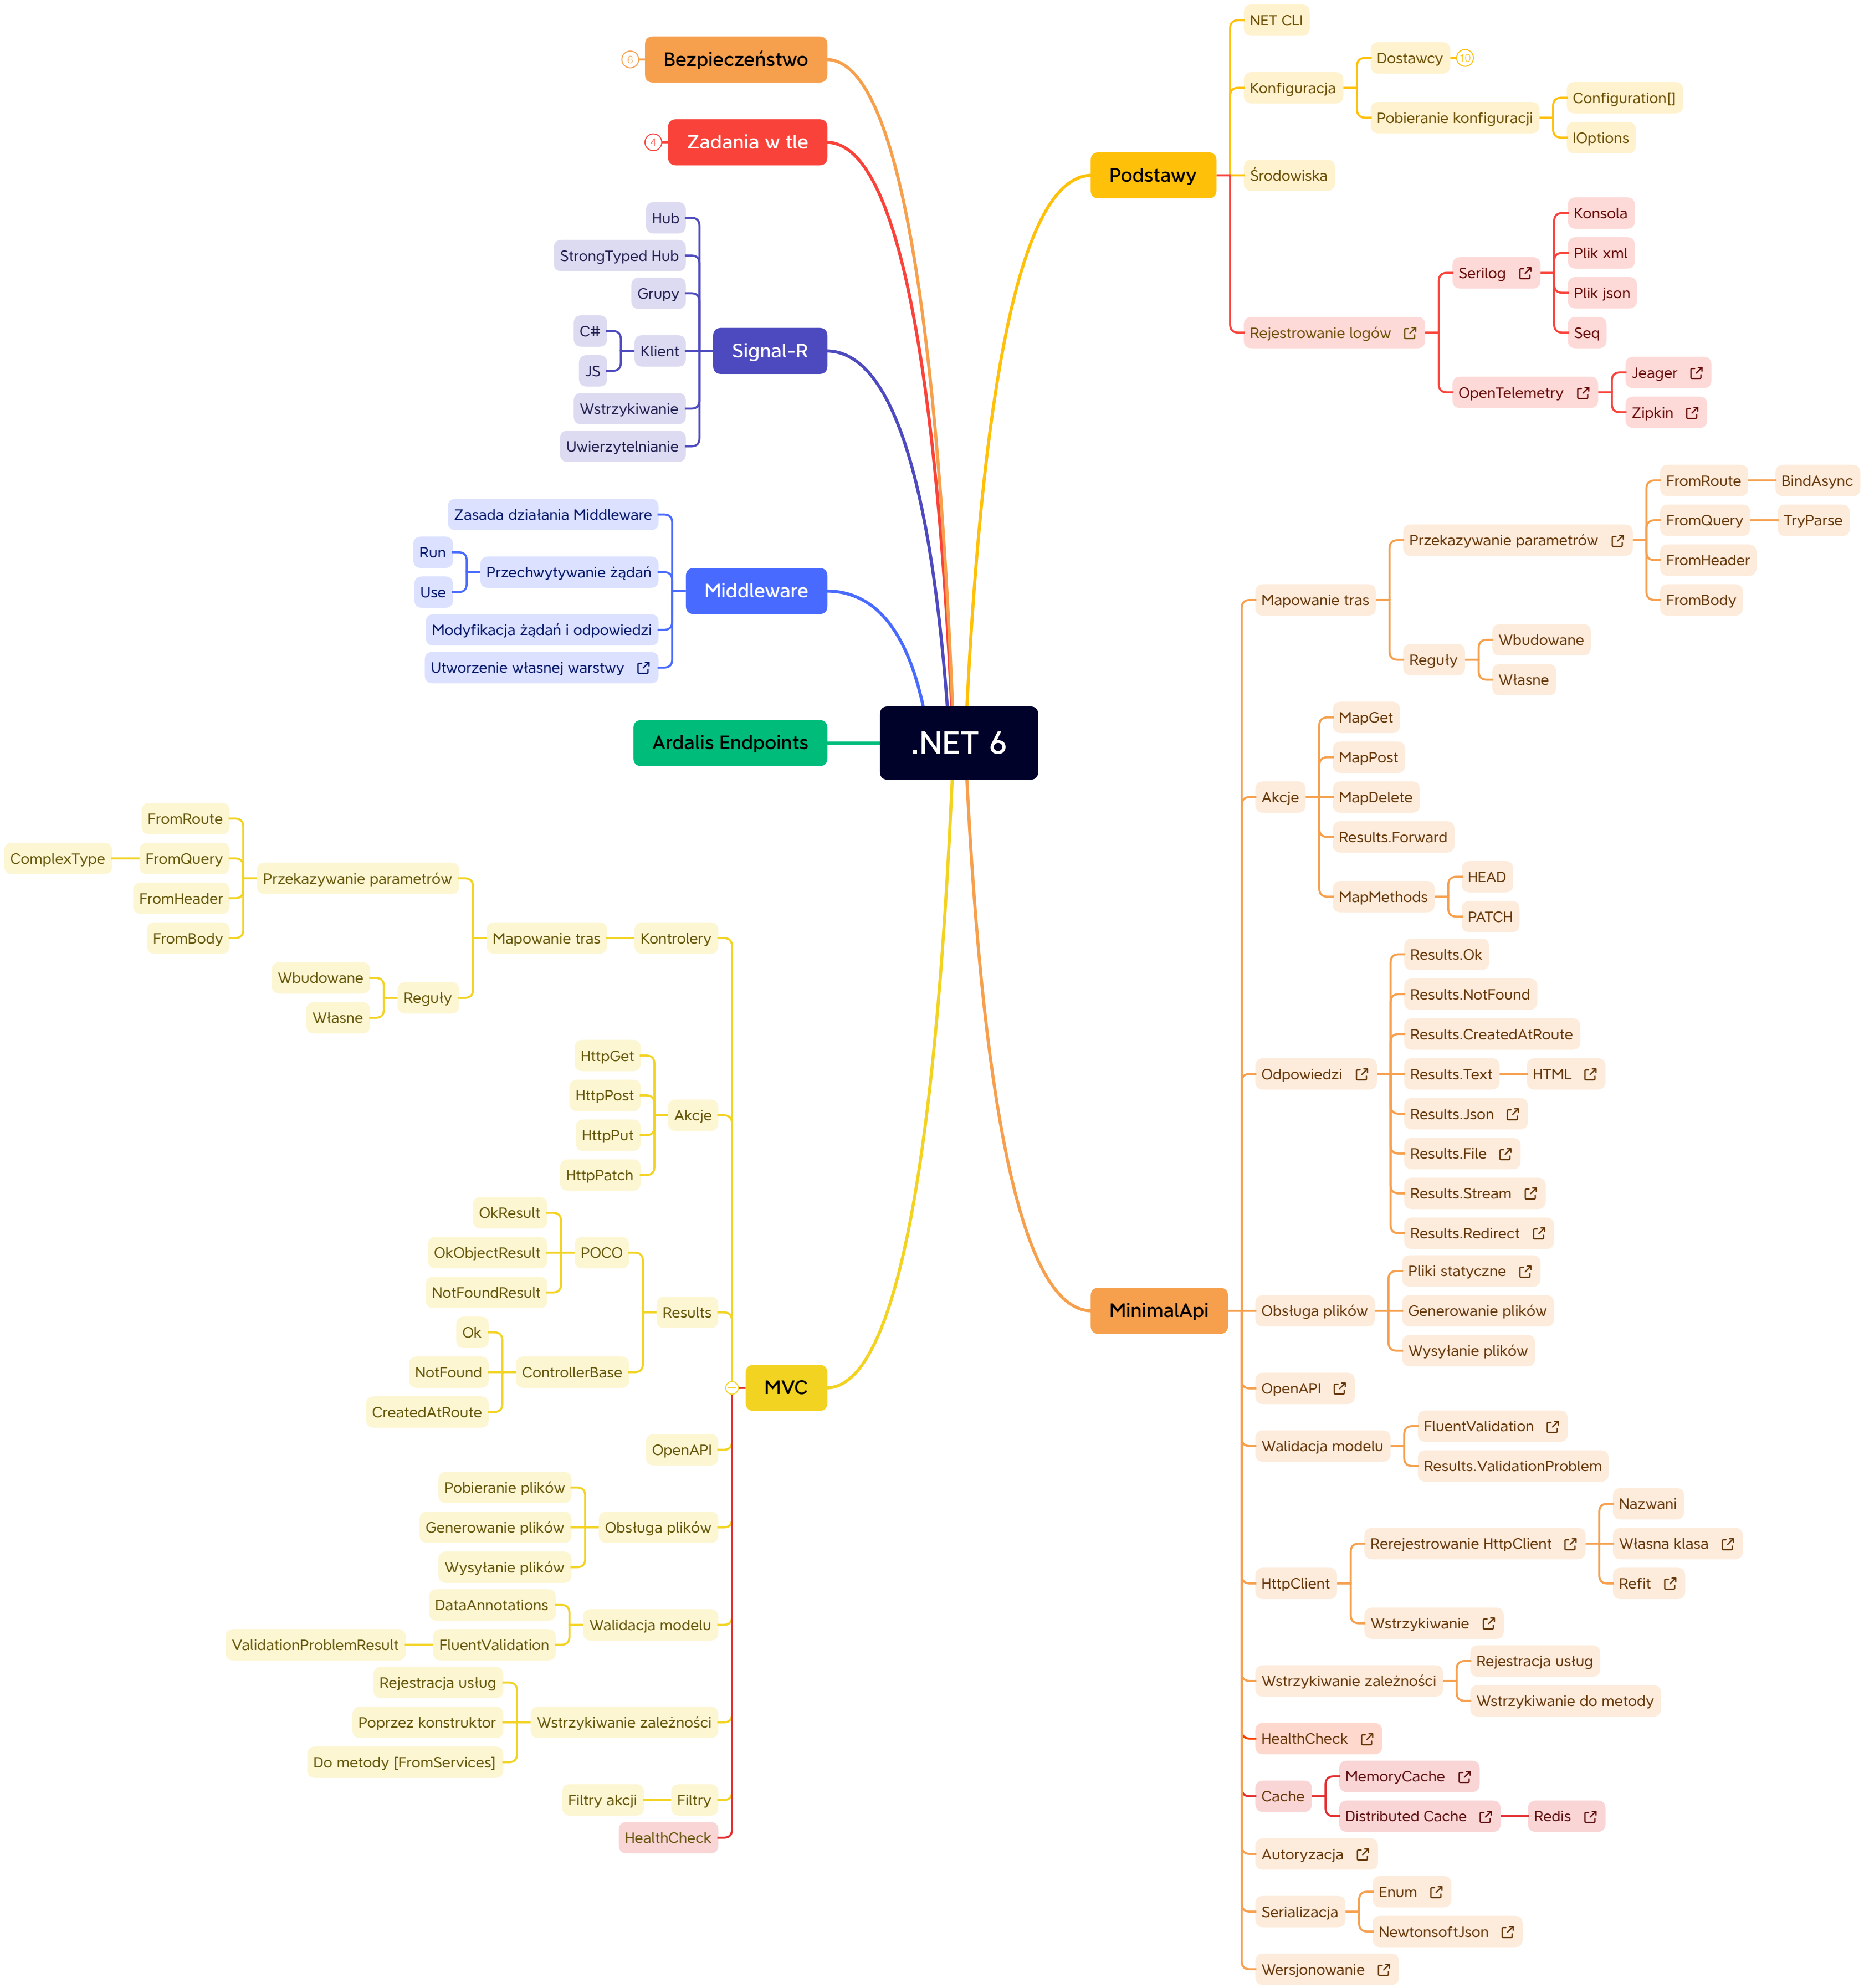 .NET 6
Podstawy
NET CLI
Konfiguracja
Dostawcy
10
Pobieranie konfiguracji
Configuration[]
IOptions
Środowiska
Rejestrowanie logów
Serilog
Konsola
Plik xml
Plik json
Seq
OpenTelemetry
Jeager
Zipkin
MinimalApi
Mapowanie tras
Przekazywanie parametrów
FromRoute
BindAsync
FromQuery
TryParse
FromHeader
FromBody
Reguły
Wbudowane
Własne
Akcje
MapGet
MapPost
MapDelete
Results.Forward
MapMethods
HEAD
PATCH
Odpowiedzi
Results.Ok
Results.NotFound
Results.CreatedAtRoute
Results.Text
HTML
Results.Json
Results.File
Results.Stream
Results.Redirect
Obsługa plików
Pliki statyczne
Generowanie plików
Wysyłanie plików
OpenAPI
Walidacja modelu
FluentValidation
Results.ValidationProblem
HttpClient
Rerejestrowanie HttpClient
Nazwani
Własna klasa
Refit
Wstrzykiwanie
Wstrzykiwanie zależności
Rejestracja usług
Wstrzykiwanie do metody
HealthCheck
Cache
MemoryCache
Distributed Cache
Redis
Autoryzacja
Serializacja
Enum
NewtonsoftJson
Wersjonowanie
Bezpieczeństwo
6
Zadania w tle
4
Signal-R
Hub
StrongTyped Hub
Grupy
Klient
C#
JS
Wstrzykiwanie
Uwierzytelnianie
Middleware
Zasada działania Middleware
Przechwytywanie żądań
Run
Use
Modyfikacja żądań i odpowiedzi
Utworzenie własnej warstwy
Ardalis Endpoints
MVC
Kontrolery
Mapowanie tras
Przekazywanie parametrów
FromRoute
FromQuery
ComplexType
FromHeader
FromBody
Reguły
Wbudowane
Własne
Akcje
HttpGet
HttpPost
HttpPut
HttpPatch
Results
POCO
OkResult
OkObjectResult
NotFoundResult
ControllerBase
Ok
NotFound
CreatedAtRoute
OpenAPI
Obsługa plików
Pobieranie plików
Generowanie plików
Wysyłanie plików
Walidacja modelu
DataAnnotations
FluentValidation
ValidationProblemResult
Wstrzykiwanie zależności
Rejestracja usług
Poprzez konstruktor
Do metody [FromServices]
Filtry
Filtry akcji
HealthCheck